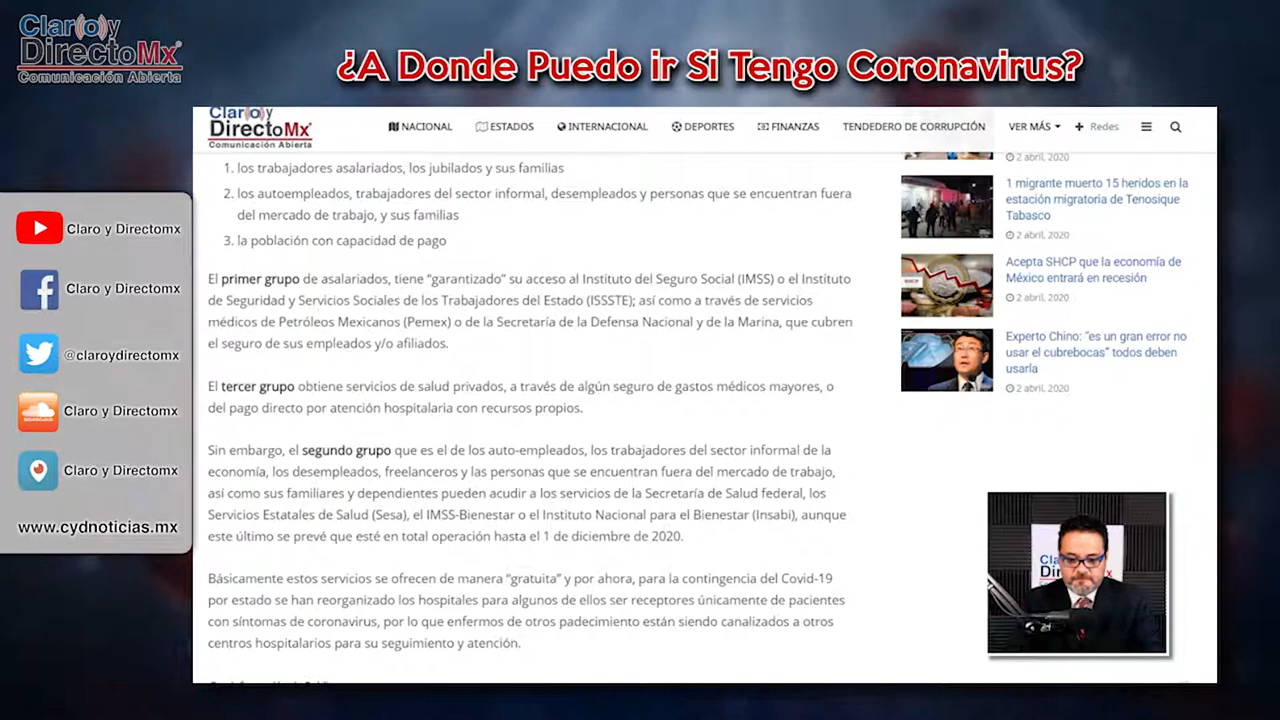 Claro y
DirectoMx®
Comunicación Abierta
¿A Donde Puedo ir Si Tengo Coronavirus?
Claro y
DirectoMx
Comunicación Abierta
NACIONAL
ESTADOS
INTERNACIONAL
DEPORTES
FINANZAS
TENDEDERO DE CORRUPCIÓN
VER MÁS
Redes
1. los trabajadores asalariados, los jubilados y sus familias
2. los autoempleados, trabajadores del sector informal, desempleados y personas que se encuentran fuera
del mercado de trabajo, y sus familias
3. la población con capacidad de pago
El primer grupo de asalariados, tiene “garantizado” su acceso al Instituto del Seguro Social (IMSS) o el Instituto
de Seguridad y Servicios Sociales de los Trabajadores del Estado (ISSSTE); así como a través de servicios
médicos de Petróleos Mexicanos (Pemex) o de la Secretaría de la Defensa Nacional y de la Marina, que cubren
el seguro de sus empleados y/o afiliados.
El tercer grupo obtiene servicios de salud privados, a través de algún seguro de gastos médicos mayores, o
del pago directo por atención hospitalaria con recursos propios.
Sin embargo, el segundo grupo que es el de los auto-empleados, los trabajadores del sector informal de la
economía, los desempleados, freelanceros y las personas que se encuentran fuera del mercado de trabajo,
así como sus familiares y dependientes pueden acudir a los servicios de la Secretaría de Salud federal, los
Servicios Estatales de Salud (Sesa), el IMSS-Bienestar o el Instituto Nacional para el Bienestar (Insabi), aunque
este último se prevé que esté en total operación hasta el 1 de diciembre de 2020.
Básicamente estos servicios se ofrecen de manera “gratuita” y por ahora, para la contingencia del Covid-19
por estado se han reorganizado los hospitales para algunos de ellos ser receptores únicamente de pacientes
con síntomas de coronavirus, por lo que enfermos de otros padecimiento están siendo canalizados a otros
centros hospitalarios para su seguimiento y atención.
2 abril, 2020
1 migrante muerto 15 heridos en la
estación migratoria de Tenosique
Tabasco
2 abril, 2020
SHCP
Acepta SHCP que la economía de
México entrará en recesión
2 abril, 2020
Experto Chino: “es un gran error no
usar el cubrebocas” todos deben
usarla
2 abril, 2020
Claro y Directomx
Claro y Directomx
@claroydirectomx
SOUNDCLOUD
Claro y Directomx
Claro y Directomx
www.cydnoticias.mx